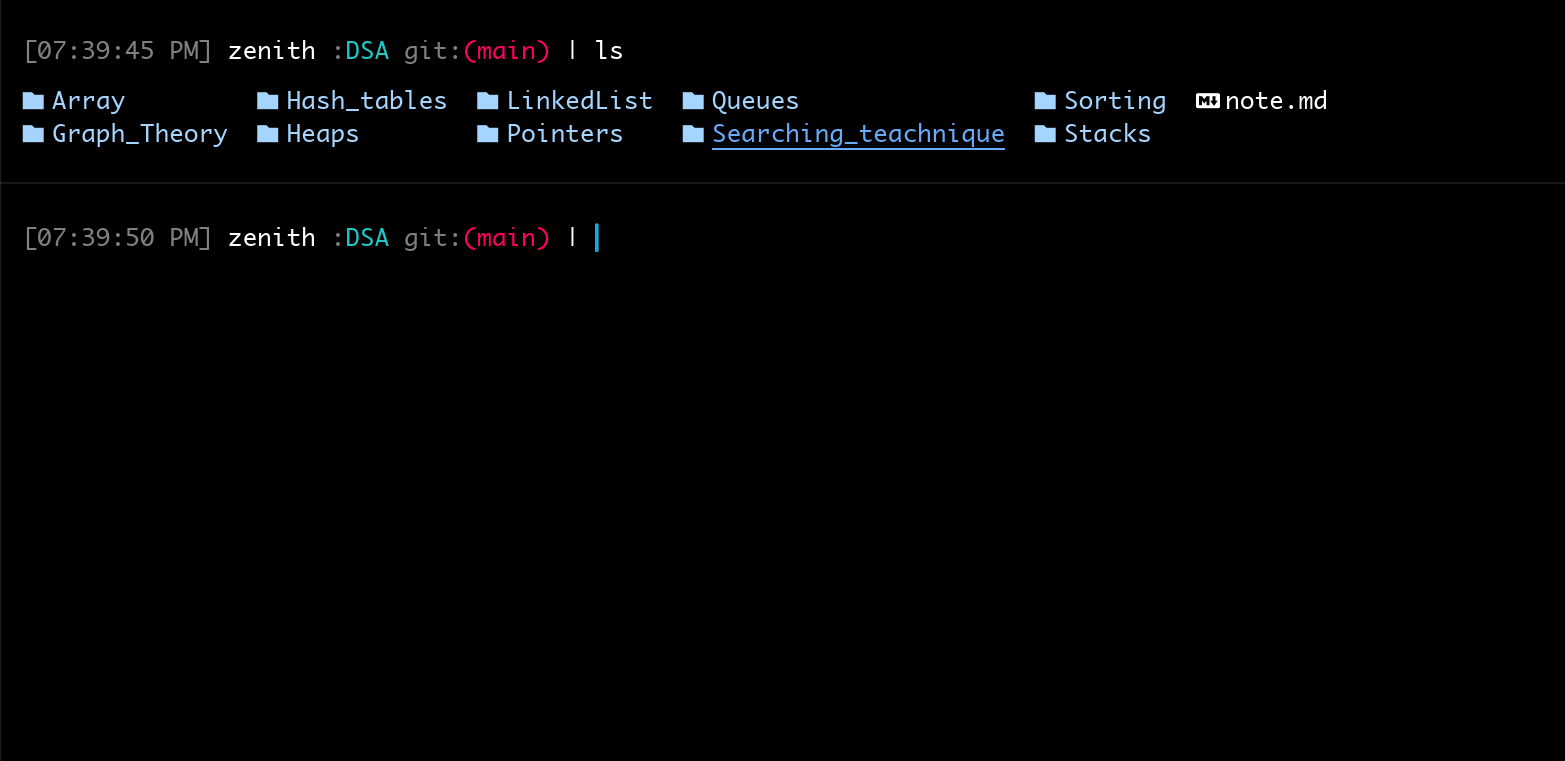 [07:39:45 PM] zenith :DSA git:(main) | ls
Array Hash_tables LinkedList Queues Sorting note.md
Graph_Theory Heaps Pointers Searching_teachnique Stacks
[07:39:50 PM] zenith :DSA git:(main) |